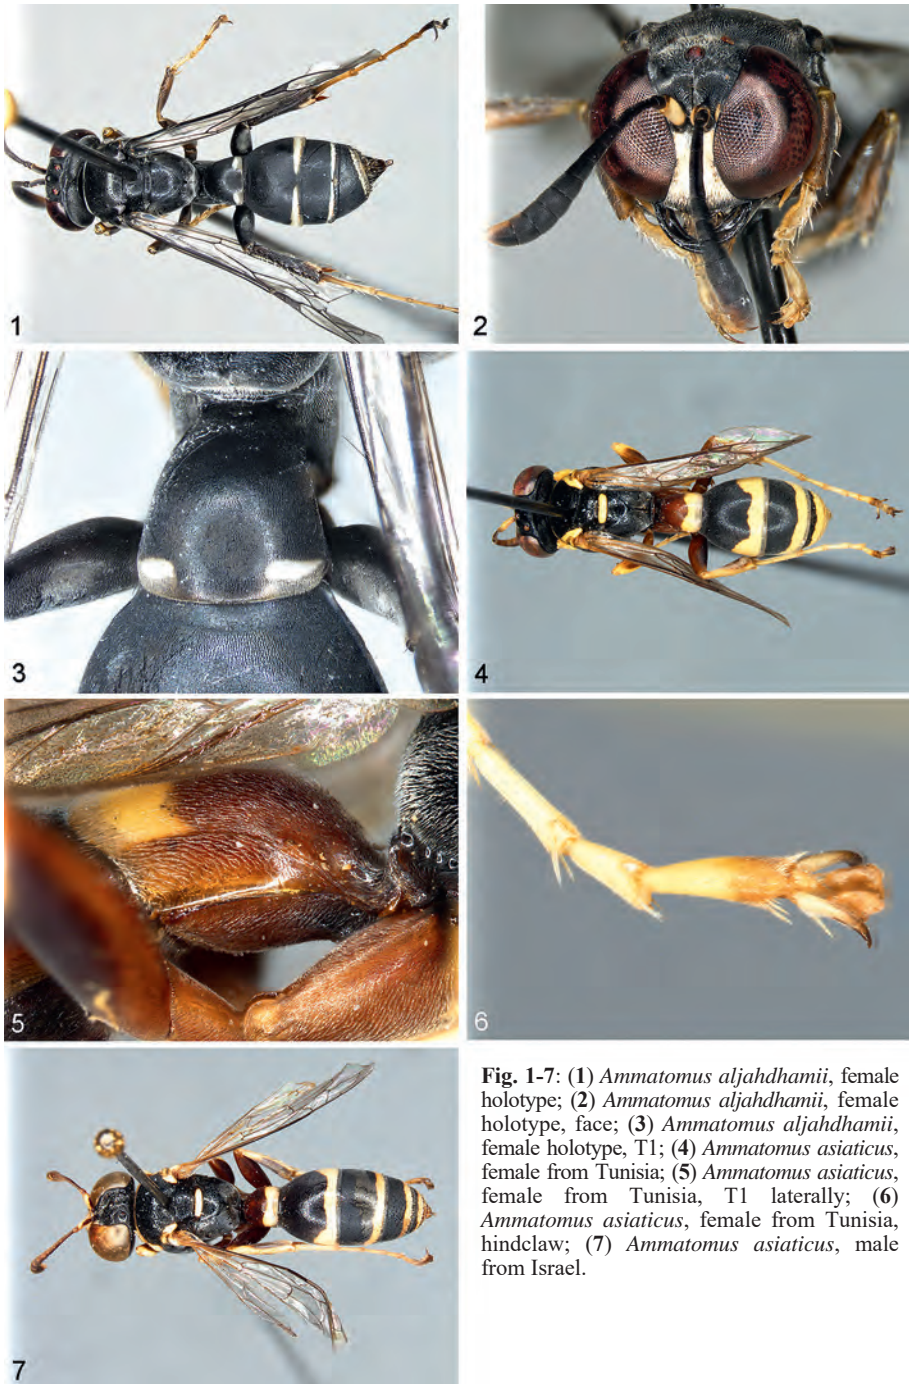 1
2
3
4
5
6
7
Fig. 1-7: (1) Ammatomus aljahdhamii, female
holotype; (2) Ammatomus aljahdhamii, female
holotype, face; (3) Ammatomus aljahdhamii,
female holotype, T1; (4) Ammatomus asiaticus,
female from Tunisia; (5) Ammatomus asiaticus,
female from Tunisia, T1 laterally; (6)
Ammatomus asiaticus, female from Tunisia,
hindclaw; (7) Ammatomus asiaticus, male
from Israel.